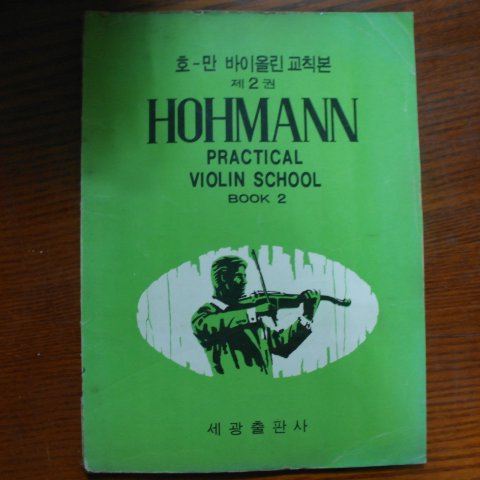 호-만 바이올린 교칙본
제 2 권
HOHMANN
PRACTICAL
VIOLIN SCHOOL
BOOK 2
세광출판사